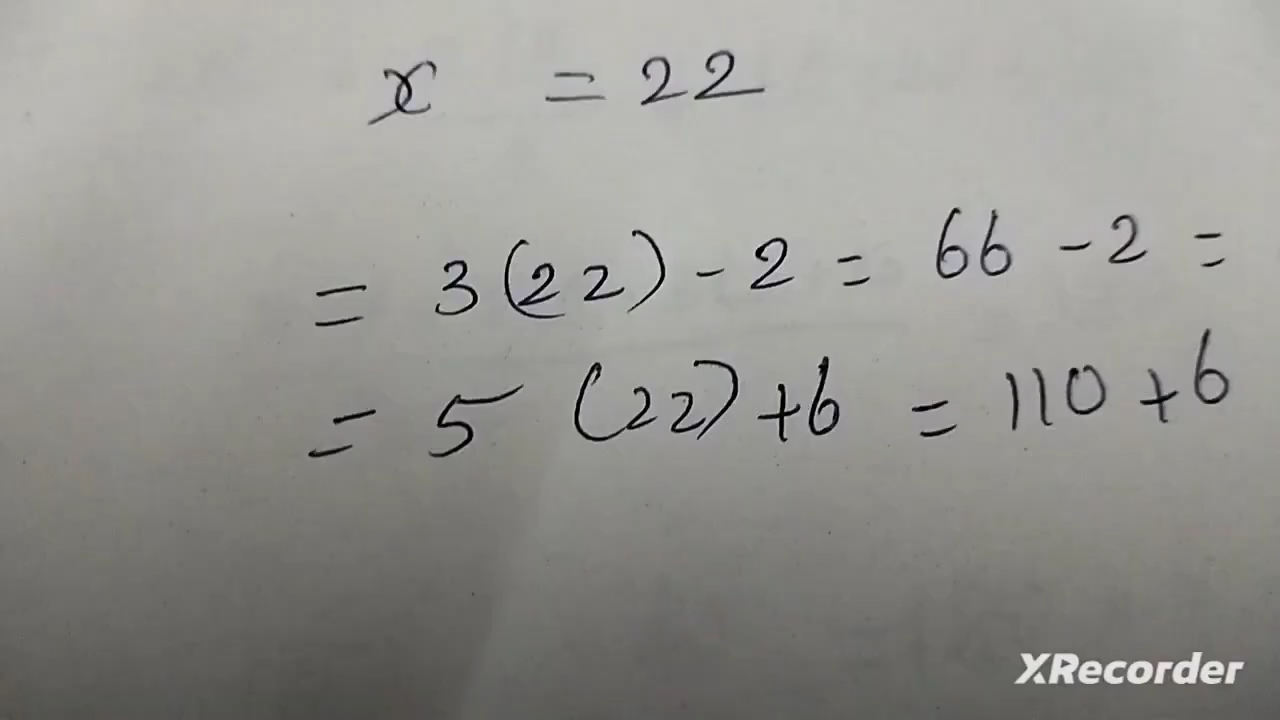 x = 22
= 3 (22) - 2 = 66 - 2 =
= 5 (22) + 6 = 110 + 6
XRecorder